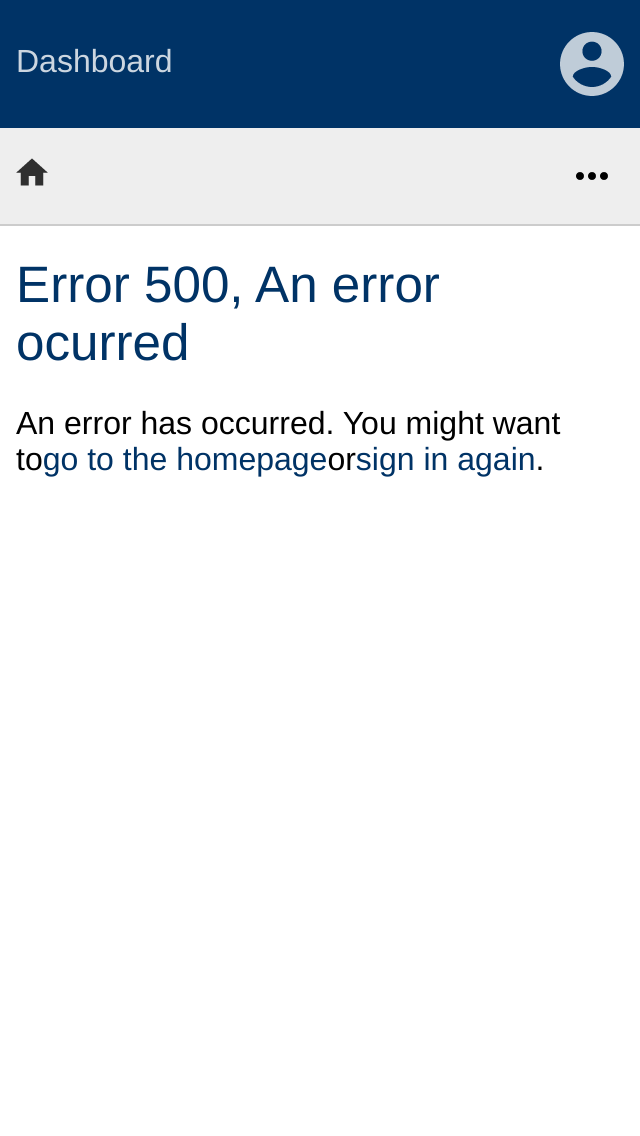 Dashboard
Error 500, An error
ocurred
An error has occurred. You might want
togo to the homepageorsign in again.